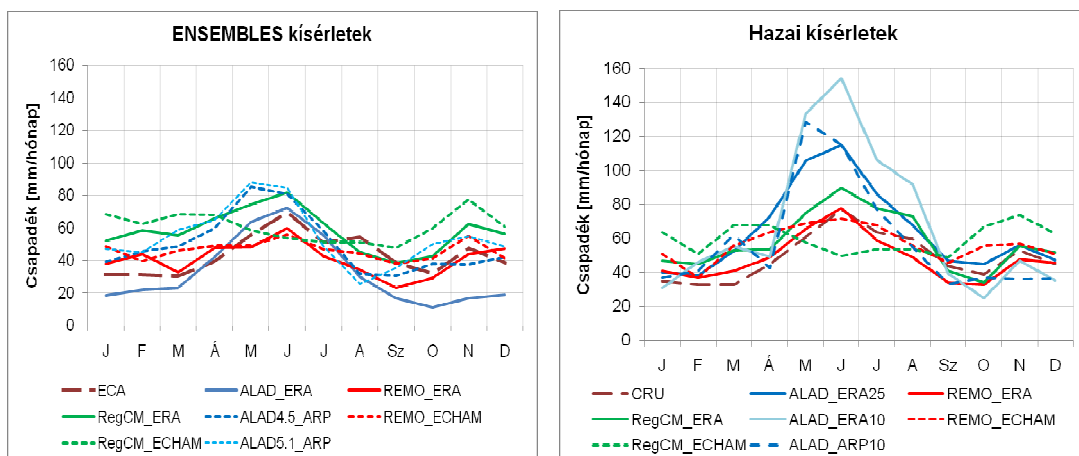 ENSEMBLES kísérletek
Csapadék [mm/hónap]
160
140
120
100
80
60
40
20
0
J F M Á M J J A Sz O N D
ECA ALAD_ERA REMO_ERA
RegCM_ERA ALAD4.5_ARP REMO_ECHAM
RegCM_ECHAM ALAD5.1_ARP
Hazai kísérletek
Csapadék [mm/hónap]
160
140
120
100
80
60
40
20
0
J F M Á M J J A Sz O N D
CRU ALAD_ERA25 REMO_ERA
RegCM_ERA ALAD_ERA10 REMO_ECHAM
RegCM_ECHAM ALAD_ARP10